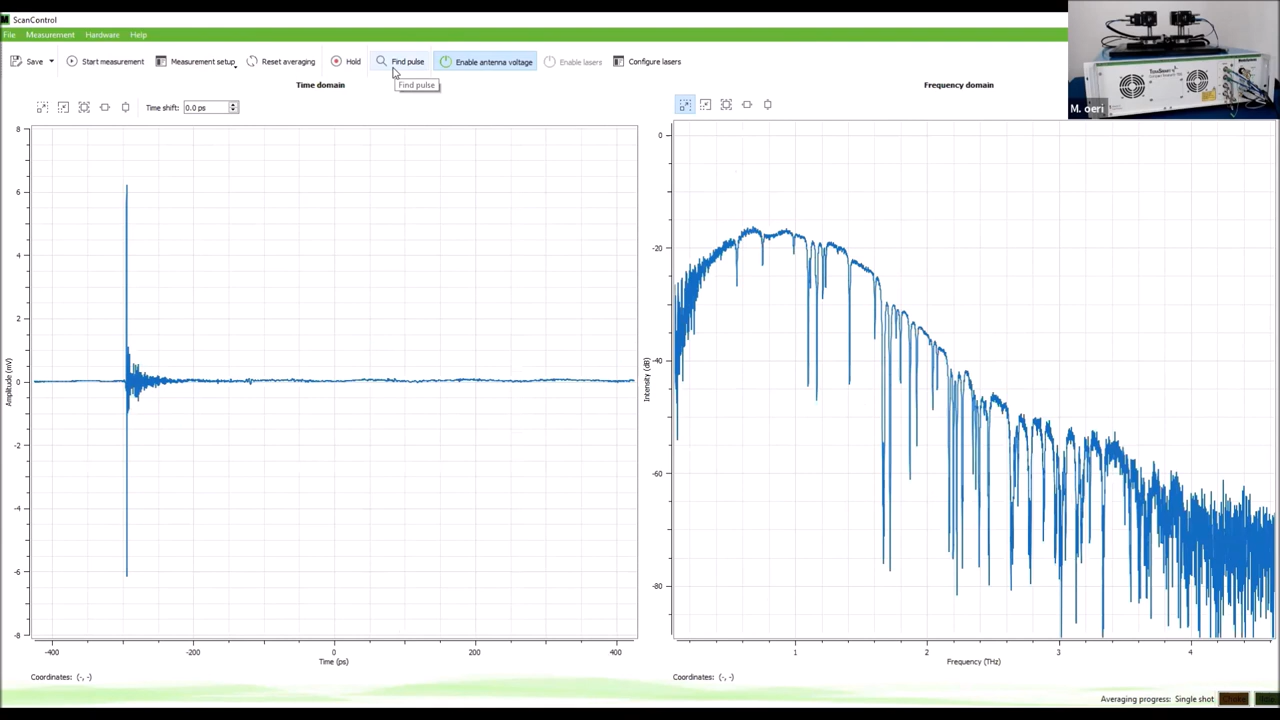 ScanControl
File Measurement Hardware Help
Save Start measurement Measurement setup Reset averaging Hold Find pulse Enable antenna voltage Enable lasers Configure lasers
Find pulse
Time domain
Frequency domain
Time shift: 0.0 ps
M. oeri
8
6
4
2
0
-2
-4
-6
-8
Amplitude (mV)
-400 -200 0 200 400
Time (ps)
Coordinates: (-, -)
0
-20
-40
-60
-80
Intensity (dB)
1 2 3 4
Frequency (THz)
Coordinates: (-, -)
Averaging progress: Single shot